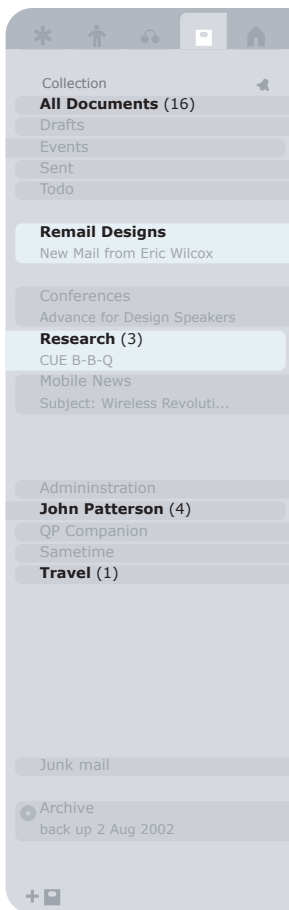 Collection
All Documents (16)
Drafts
Events
Sent
Todo
Remail Designs
New Mail from Eric Wilcox
Conferences
Advance for Design Speakers
Research (3)
CUE B-B-Q
Mobile News
Subject: Wireless Revoluti...
Admininstration
John Patterson (4)
QP Companion
Sametime
Travel (1)
Junk mail
Archive
back up 2 Aug 2002